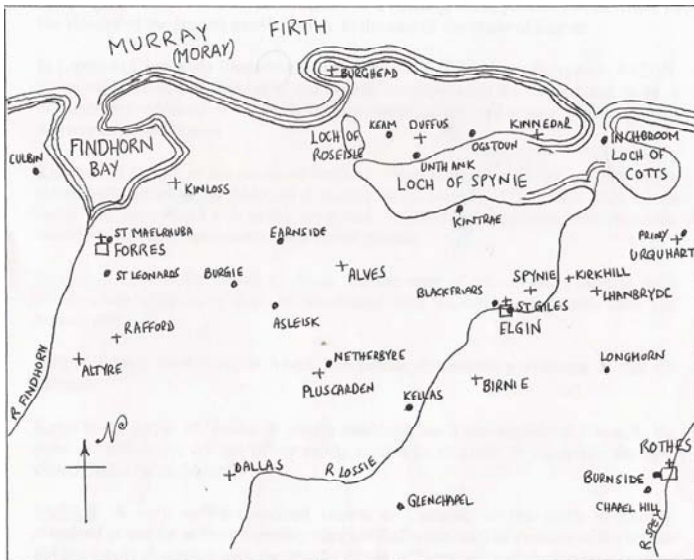 MURRAY FIRTH
(MORAY)
BURGHEAD
LOCH OF
ROSEISLE
KEAM
DUFFUS
OGSTOUN
KINNEDAR
INCHBROOM
LOCH OF
COTTS
FINDHORN
BAY
CULBIN
KINLOSS
UNTHANK
LOCH OF SPYNIE
KINTRAE
ST MAELRHUBA
FORRES
EARNSIDE
PRIORY
URQUHART
ST LEONARDS
BURGIE
ALVES
SPYNIE
KIRKHILL
LHANBRYDE
BLACKFRIARS
ST GILES
ELGIN
ASLEISK
RAFFORD
ALTYRE
NETHERBYRE
PLUSCARDEN
BIRNIE
LONGMORN
KELLAS
R FINDHORN
N
DALLAS
R LOSSIE
GLENCHAPEL
ROTHES
BURNSIDE
CHAPEL HILL
R SPEY